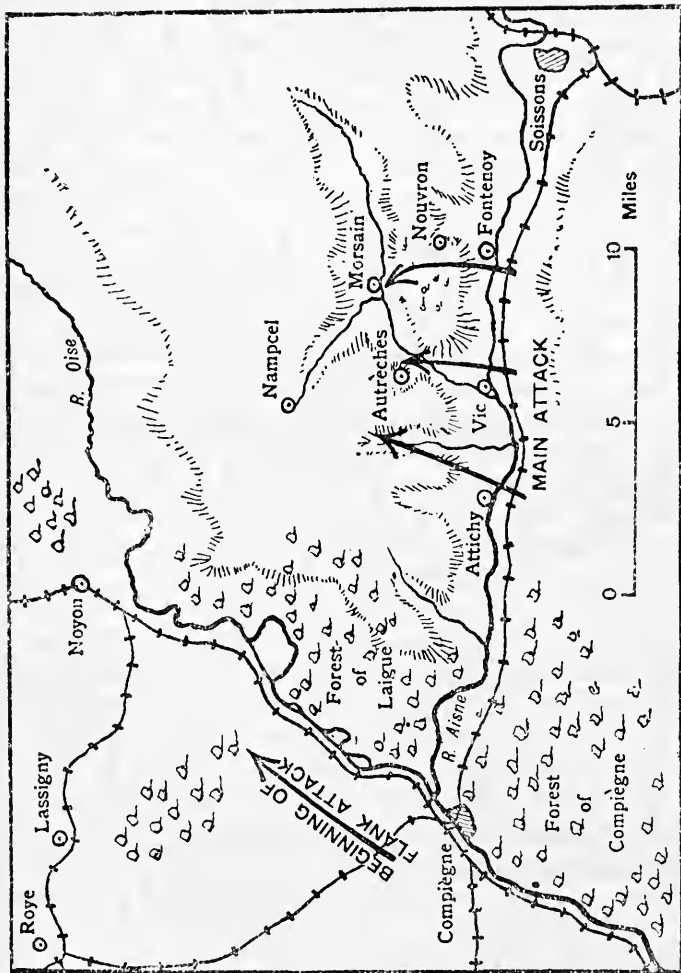 Roye
Lassigny
Noyon
R. Oise
BEGINNING OF
FLANK ATTACK
Forest
of
Laigue
Nampcel
Morsain
Autrèches
Nouvron
Attichy
Vic
Fontenoy
Soissons
R. Aisne
MAIN ATTACK
Compiègne
Forest
of
Compiègne
0
5
10
Miles